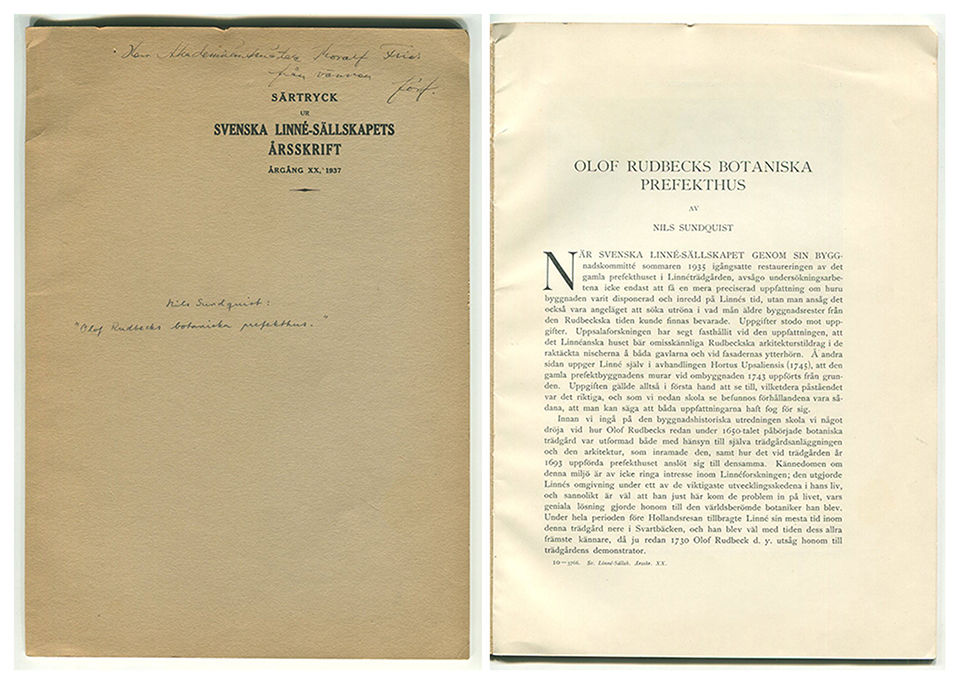 Herr Akademiträdmästare Koralf Fries
från vännen
förf.
SÄRTRYCK
UR
SVENSKA LINNÉ-SÄLLSKAPETS
ÅRSSKRIFT
ÅRGÅNG XX, 1937
Nils Sundquist:
"Olof Rudbecks botaniska prefekthus."
OLOF RUDBECKS BOTANISKA
PREFEKTHUS
AV
NILS SUNDQUIST
NÄR SVENSKA LINNÉ-SÄLLSKAPET GENOM SIN BYGG-
nadskommitté sommaren 1935 igångsatte restaureringen av det
gamla prefekthuset i Linnéträdgården, avsågo undersökningsarbe-
tena icke endast att få en mera preciserad uppfattning om huru
byggnaden varit disponerad och inredd på Linnés tid, utan man ansåg det
också vara angeläget att söka utröna i vad mån äldre byggnadsrester från
den Rudbeckska tiden kunde finnas bevarade. Uppgifter stodo mot upp-
gifter. Uppsalaforskningen har segt fasthållit vid den uppfattningen, att
det Linnéanska huset bär omisskännliga Rudbeckska arkitekturstildrag i de
raktäckta nischerna å båda gavlarna och vid fasadernas ytterhörn. Å andra
sidan uppger Linné själv i avhandlingen Hortus Upsaliensis (1745), att den
gamla prefektbyggnadens murar vid ombyggnaden 1743 uppförts från grun-
den. Uppgiften gällde alltså i första hand att se till, vilketdera påståendet
var det riktiga, och som vi nedan skola se befunnos förhållandena vara så-
dana, att man kan säga att båda uppfattningarna haft fog för sig.
Innan vi ingå på den byggnadshistoriska utredningen skola vi något
dröja vid hur Olof Rudbecks redan under 1650-talet påbörjade botaniska
trädgård var utformad både med hänsyn till själva trädgårdsanläggningen
och den arkitektur, som inramade den, samt hur det vid trädgården år
1693 uppförda prefekthuset anslöt sig till densamma. Kännedomen om
denna miljö är av icke ringa intresse inom Linnéforskningen; den utgjorde
Linnés omgivning under ett av de viktigaste utvecklingsskedena i hans liv,
och sannolikt är väl att han just här kom de problem in på livet, vars
geniala lösning gjorde honom till den världsberömde botaniker han blev.
Under hela perioden före Hollandsresan tillbragte Linné sin mesta tid inom
denna trädgård nere i Svartbäcken, och han blev väl med tiden dess allra
främste kännare, då ju redan 1730 Olof Rudbeck d. y. utsåg honom till
trädgårdens demonstrator.
10 — 3766. Sv. Linné-Sällsk. Årsskr. XX.